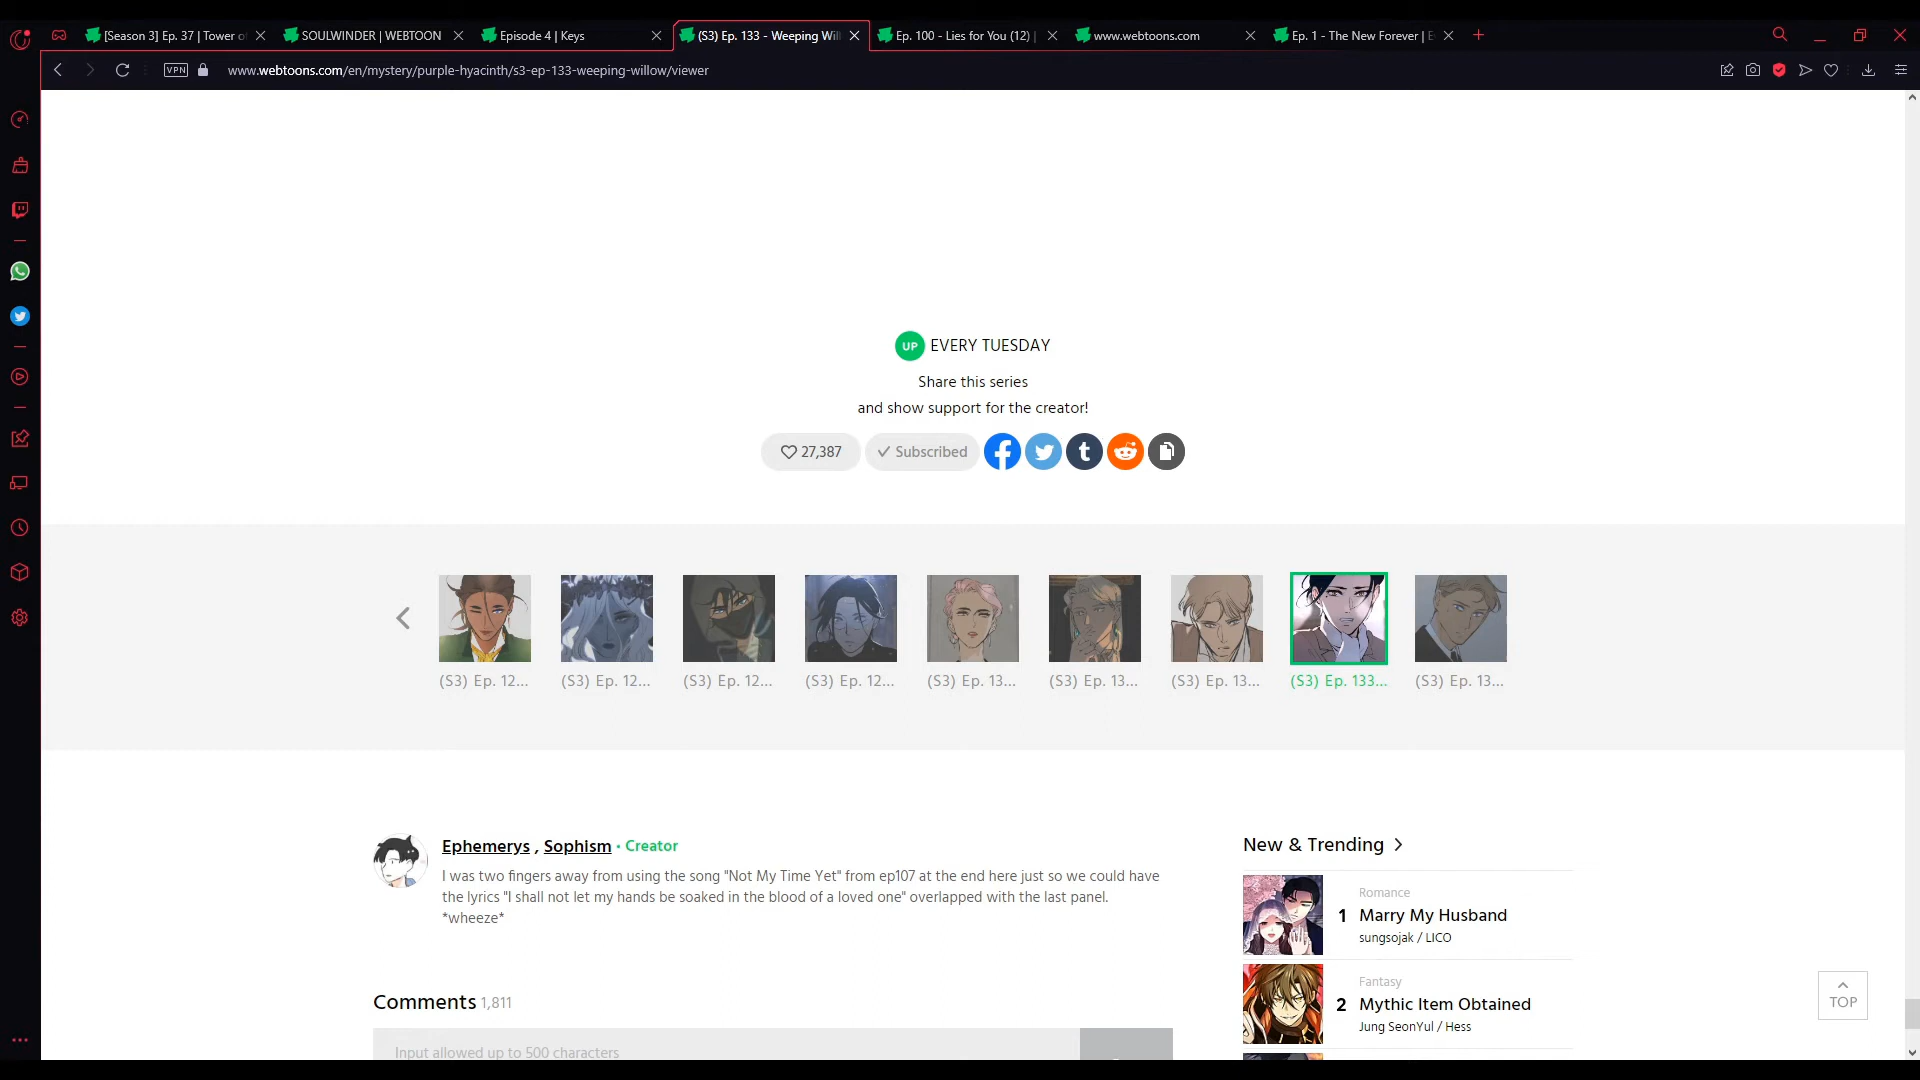 [Season 3] Ep. 37 | Tower of
SOULWINDER | WEBTOON
Episode 4 | Keys
(S3) Ep. 133 - Weeping Wil
Ep. 100 - Lies for You (12) |
www.webtoons.com
Ep. 1 - The New Forever | E
VPN
www.webtoons.com/en/mystery/purple-hyacinth/s3-ep-133-weeping-willow/viewer
UP EVERY TUESDAY
Share this series
and show support for the creator!
27,387
Subscribed
(S3) Ep. 12...
(S3) Ep. 12...
(S3) Ep. 12...
(S3) Ep. 12...
(S3) Ep. 13...
(S3) Ep. 13...
(S3) Ep. 13...
(S3) Ep. 133...
(S3) Ep. 13...
Ephemerys , Sophism • Creator
I was two fingers away from using the song "Not My Time Yet" from ep107 at the end here just so we could have
the lyrics "I shall not let my hands be soaked in the blood of a loved one" overlapped with the last panel.
*wheeze*
Comments 1,811
Input allowed up to 500 characters
New & Trending
Romance
1 Marry My Husband
sungsojak / LICO
Fantasy
2 Mythic Item Obtained
Jung SeonYul / Hess
TOP